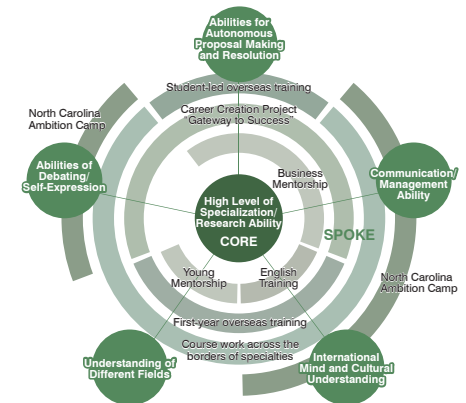 Abilities for
Autonomous
Proposal Making
and Resolution
Student-led overseas training
North Carolina
Ambition Camp
Career Creation Project
"Gateway to Success"
Abilities of
Debating/
Self-Expression
Business
Mentorship
Communication/
Management
Ability
High Level of
Specialization/
Research Ability
CORE
SPOKE
Young
Mentorship
English
Training
North Carolina
Ambition Camp
First-year overseas training
Course work across the
borders of specialties
Understanding of
Different Fields
International
Mind and Cultural
Understanding